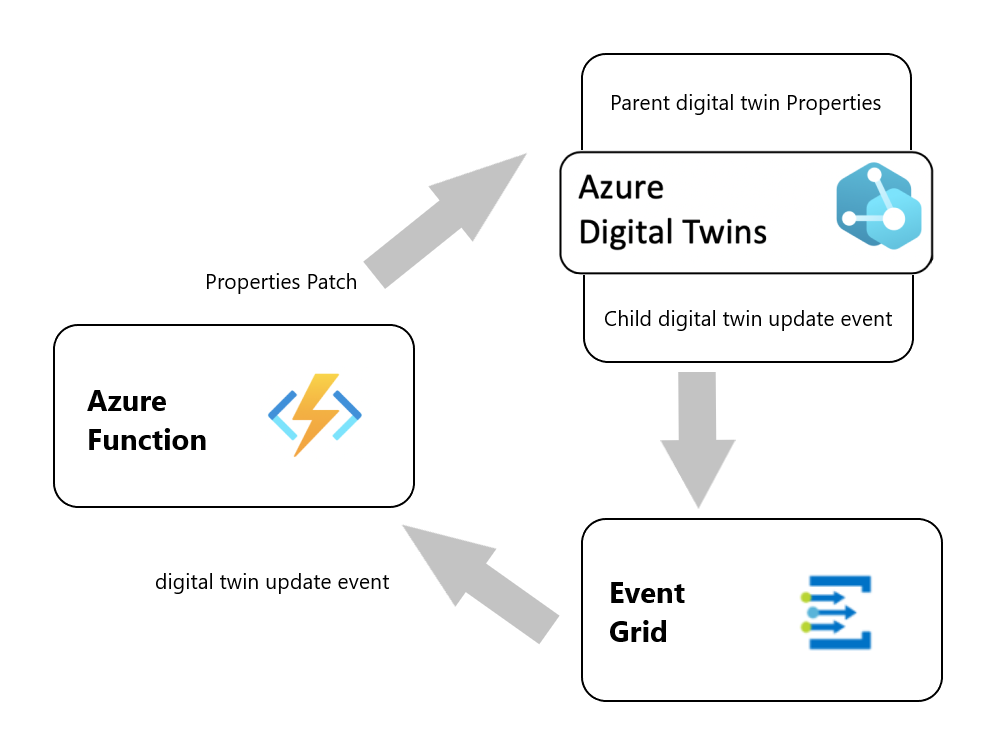 Parent digital twin Properties
Azure
Digital Twins
Child digital twin update event
Properties Patch
Azure
Function
digital twin update event
Event
Grid